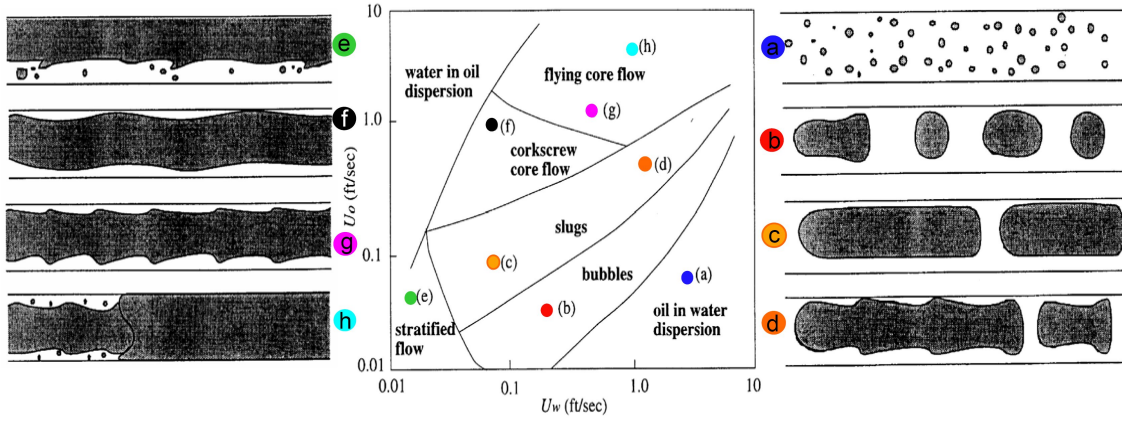 e
f
g
h
10
1.0
0.1
0.01
Uo (ft/sec)
water in oil
dispersion
flying core flow
(h)
(g)
(f)
corkscrew
core flow
(d)
slugs
(c)
bubbles
(a)
(e)
(b)
oil in water
dispersion
stratified
flow
0.01
0.1
1.0
10
Uw (ft/sec)
a
b
c
d